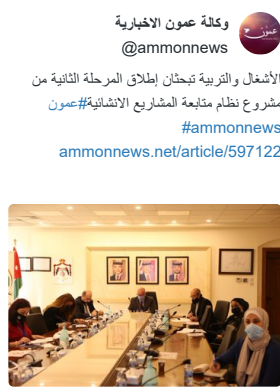 وكالة عمون الاخبارية
@ammonnews
الأشغال والتربية تبحثان إطلاق المرحلة الثانية من
مشروع نظام متابعة المشاريع الانشائية#عمون
#ammonnews
ammonnews.net/article/597122